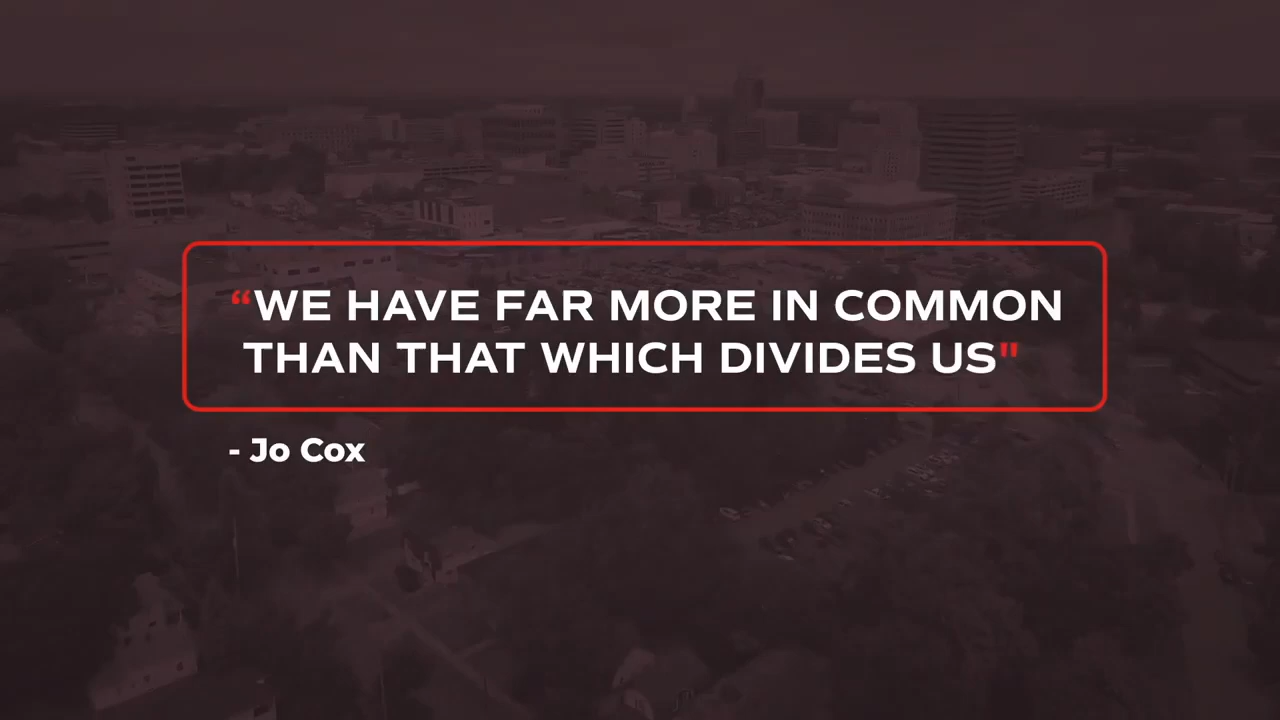 “WE HAVE FAR MORE IN COMMON
THAN THAT WHICH DIVIDES US"
- Jo Cox